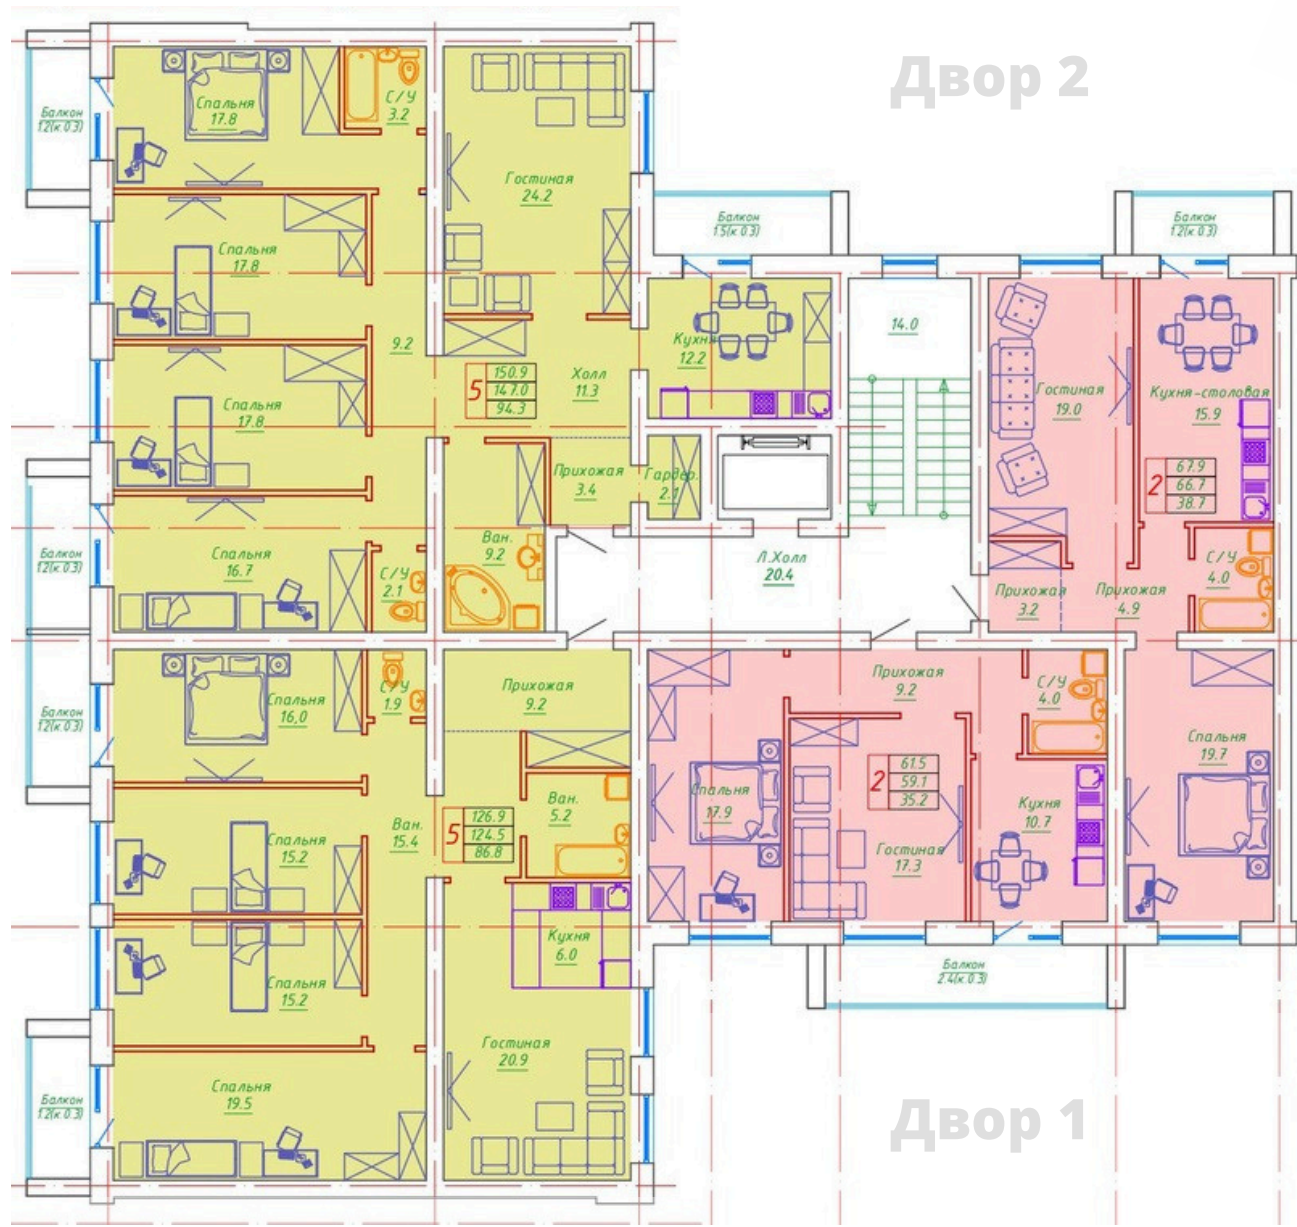 Двор 2
Балкон
1.2(к.0.3)
Спальня
17.8
С/У
3.2
Гостиная
24.2
Балкон
1.5(к.0.3)
Балкон
1.2(к.0.3)
Спальня
17.8
9.2
Кухня
12.2
14.0
Гостиная
19.0
Кухня-столовая
15.9
5
150.9
147.0
94.3
Холл
11.3
Спальня
17.8
Прихожая
3.4
Гардер.
2.1
2
67.9
66.7
38.7
Балкон
1.2(к.0.3)
Спальня
16.7
С/У
2.1
Ван.
9.2
Л.Холл
20.4
Прихожая
3.2
Прихожая
4.9
С/У
4.0
Балкон
1.2(к.0.3)
Спальня
16,0
С/У
1.9
Прихожая
9.2
Прихожая
9.2
С/У
4.0
Спальня
19.7
Спальня
15.2
Ван.
15.4
5
126.9
124.5
86.8
Ван.
5.2
Спальня
17.9
2
61.5
59.1
35.2
Гостиная
17.3
Кухня
10.7
Спальня
15.2
Кухня
6.0
Балкон
2.4(к.0.3)
Гостиная
20.9
Балкон
1.2(к.0.3)
Спальня
19.5
Двор 1